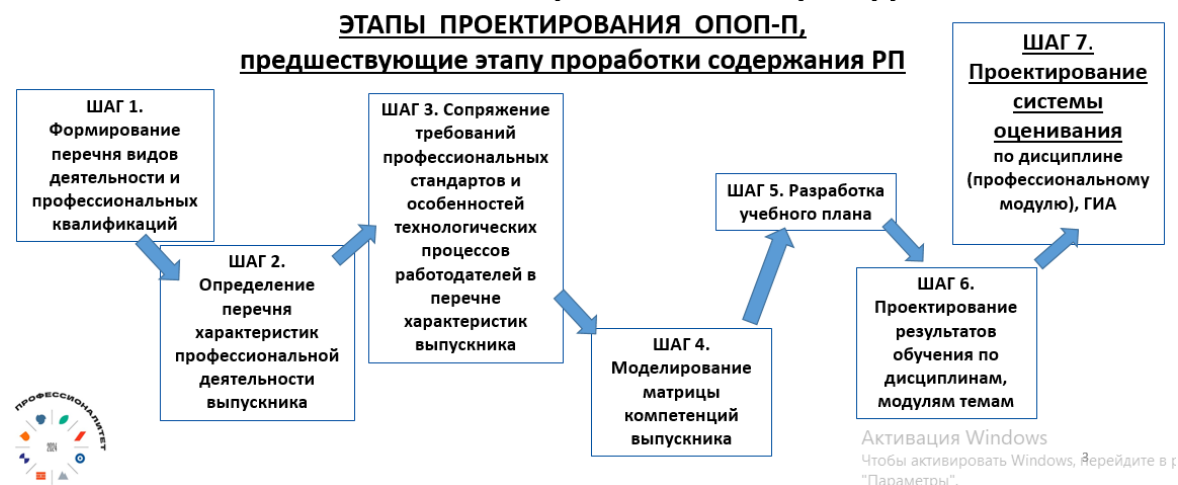 ЭТАПЫ ПРОЕКТИРОВАНИЯ ОПОП-П,
предшествующие этапу проработки содержания РП
ШАГ 1.
Формирование
перечня видов
деятельности и
профессиональных
квалификаций
ШАГ 2.
Определение
перечня
характеристик
профессиональной
деятельности
выпускника
ШАГ 3. Сопряжение
требований
профессиональных
стандартов и
особенностей
технологических
процессов
работодателей в
перечне
характеристик
выпускника
ШАГ 4.
Моделирование
матрицы
компетенций
выпускника
ШАГ 5. Разработка
учебного плана
ШАГ 6.
Проектирование
результатов
обучения по
дисциплинам,
модулям темам
ШАГ 7.
Проектирование
системы
оценивания
по дисциплине
(профессиональному
модулю), ГИА
ПРОФЕССИОНАЛИТЕТ
Активация Windows
Чтобы активировать Windows, перейдите в
"Параметры".
3